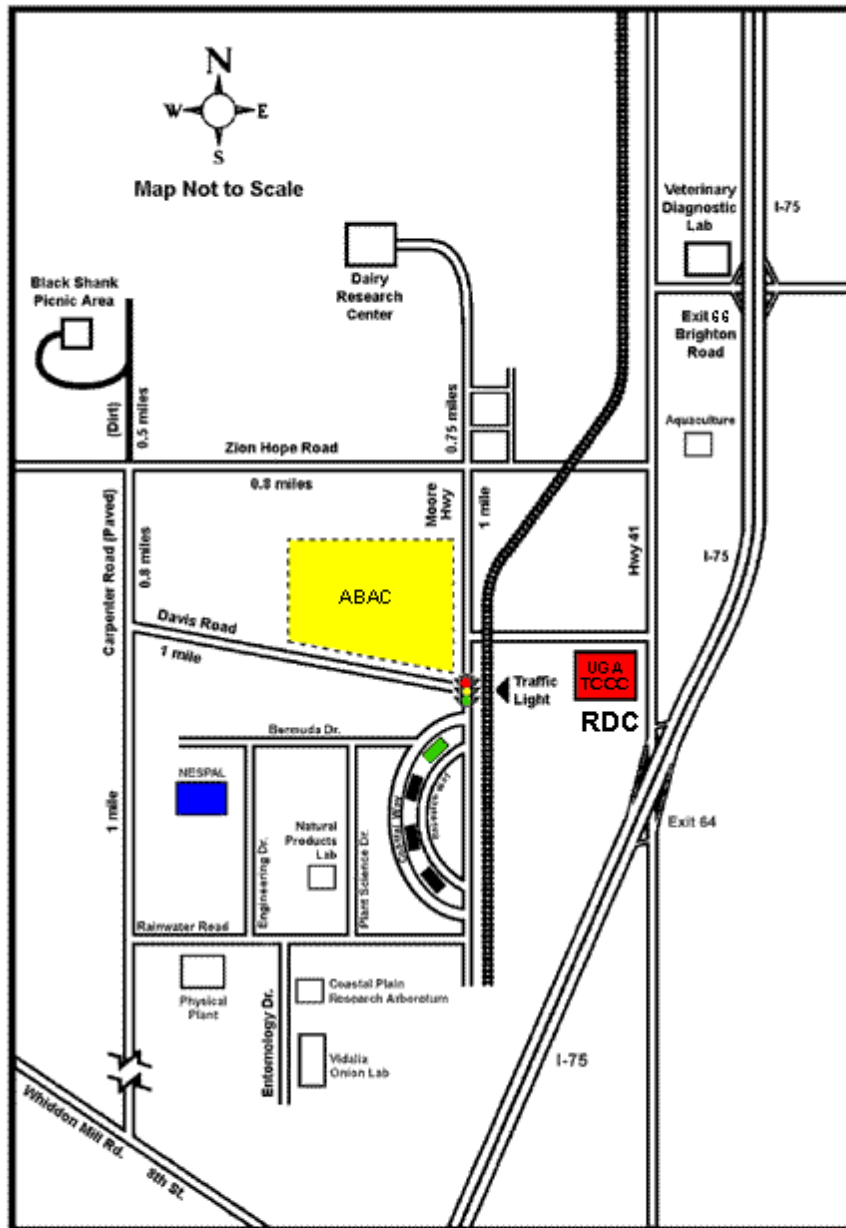 N
W
E
S
Map Not to Scale
Veterinary
Diagnostic
Lab
I-75
Black Shank
Picnic Area
Dairy
Research
Center
Exit 66
Brighton
Road
(Dirt)
0.5 miles
0.75 miles
Aquaculture
Zion Hope Road
0.8 miles
Moore
Hwy
1 mile
Hwy 41
I-75
Carpenter Road (Paved)
0.8 miles
ABAC
Davis Road
1 mile
Traffic
Light
UGA
TCCC
RDC
Bermuda Dr.
NESPAL
1 mile
Natural
Products
Lab
Engineering Dr.
Plant Science Dr.
Coastal Way
Way
Exit 64
Rainwater Road
Physical
Plant
Entomology Dr.
Coastal Plain
Research Arboretum
Vidalia
Onion Lab
I-75
Whiddon Mill Rd.
8th St.